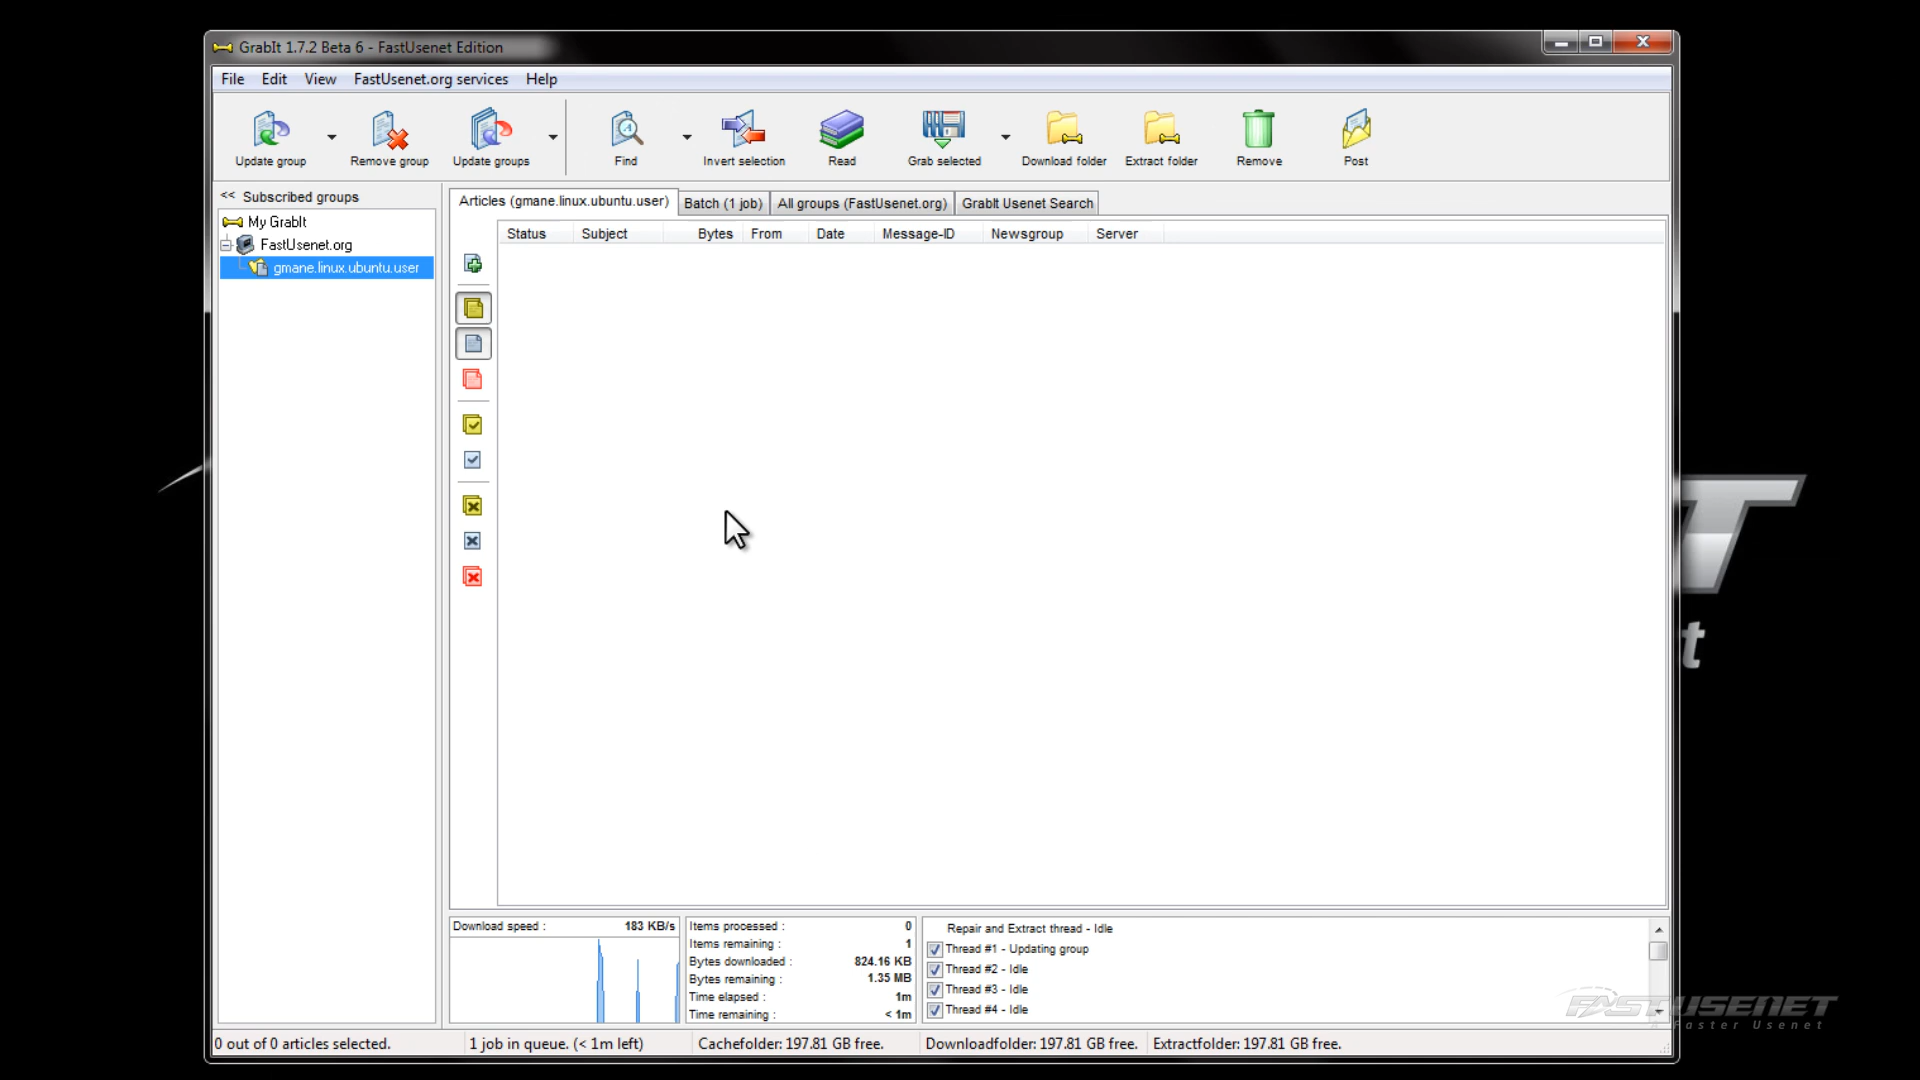 GrabIt 1.7.2 Beta 6 - FastUsenet Edition
File Edit View FastUsenet.org services Help
Update group Remove group Update groups Find Invert selection Read Grab selected Download folder Extract folder Remove Post
<< Subscribed groups
My GrabIt
FastUsenet.org
gmane.linux.ubuntu.user
Articles (gmane.linux.ubuntu.user) Batch (1 job) All groups (FastUsenet.org) GrabIt Usenet Search
Status Subject Bytes From Date Message-ID Newsgroup Server
Download speed : 183 KB/s
Items processed : 0
Items remaining : 1
Bytes downloaded : 824.16 KB
Bytes remaining : 1.35 MB
Time elapsed : 1m
Time remaining : < 1m
Repair and Extract thread - Idle
Thread #1 - Updating group
Thread #2 - Idle
Thread #3 - Idle
Thread #4 - Idle
0 out of 0 articles selected. 1 job in queue. (< 1m left) Cachefolder: 197.81 GB free. Downloadfolder: 197.81 GB free. Extractfolder: 197.81 GB free.
T
t
FASTUSENET
Faster Usenet